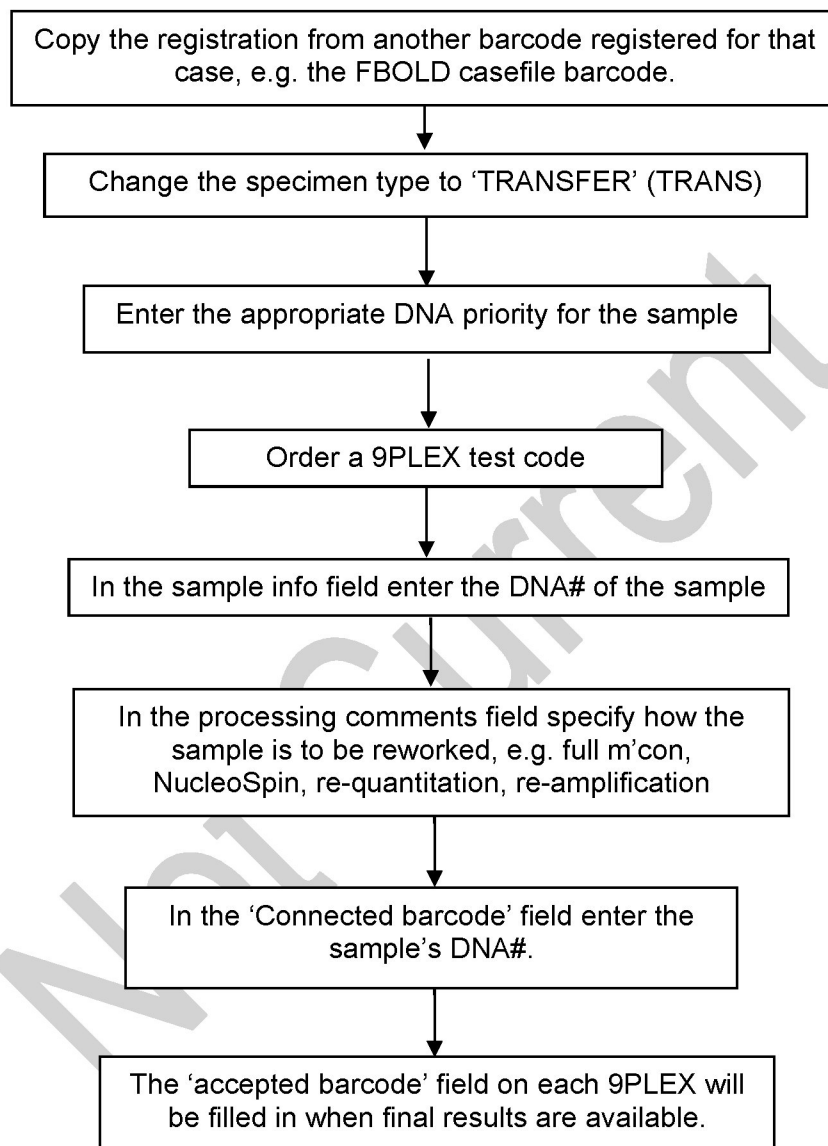 Copy the registration from another barcode registered for that
case, e.g. the FBOLD casefile barcode.
Change the specimen type to ‘TRANSFER’ (TRANS)
Enter the appropriate DNA priority for the sample
Order a 9PLEX test code
In the sample info field enter the DNA# of the sample
In the processing comments field specify how the
sample is to be reworked, e.g. full m’con,
NucleoSpin, re-quantitation, re-amplification
In the ‘Connected barcode’ field enter the
sample’s DNA#.
The ‘accepted barcode’ field on each 9PLEX will
be filled in when final results are available.
Not Current